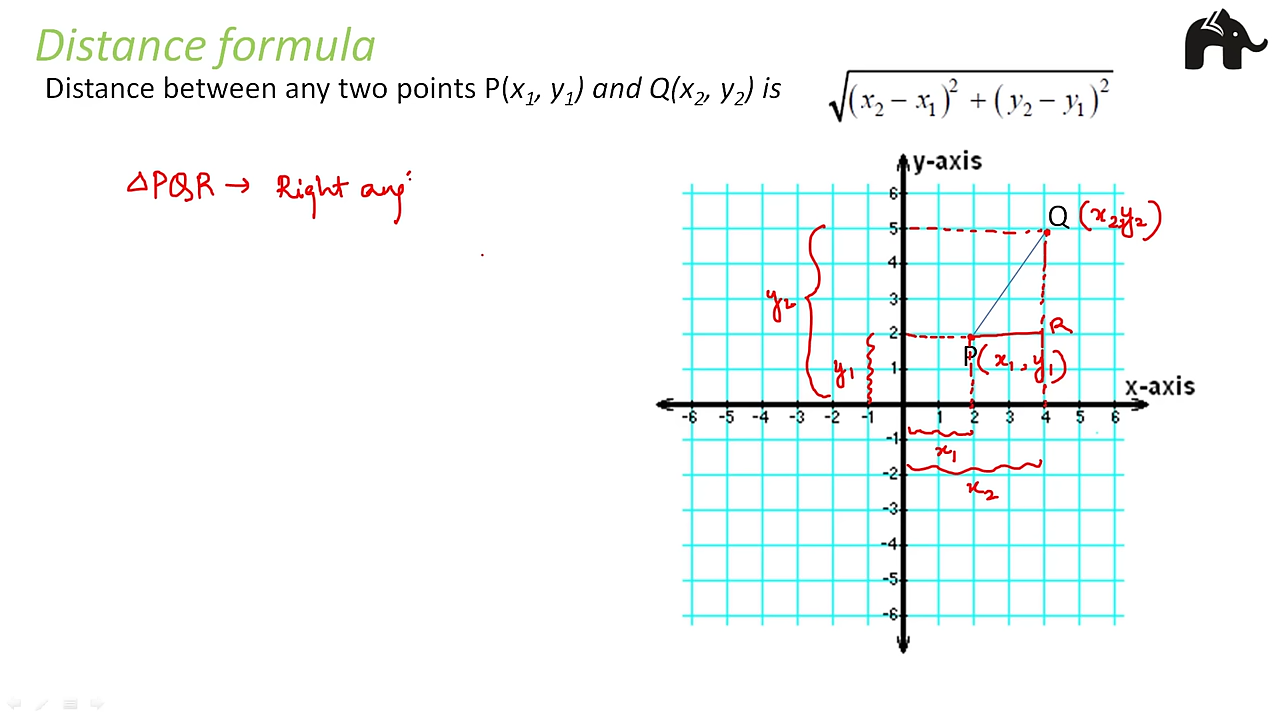 Distance formula
Distance between any two points P(x₁, y₁) and Q(x₂, y₂) is √((x₂ − x₁)² + (y₂ − y₁)²)
ΔPQR → Right ang
y-axis
6
Q (x₂, y₂)
5
4
3
y₂
2
R
P(x₁, y₁)
y₁
1
x-axis
-6 -5 -4 -3 -2 -1 1 2 3 4 5 6
-1
x₁
-2
x₂
-3
-4
-5
-6